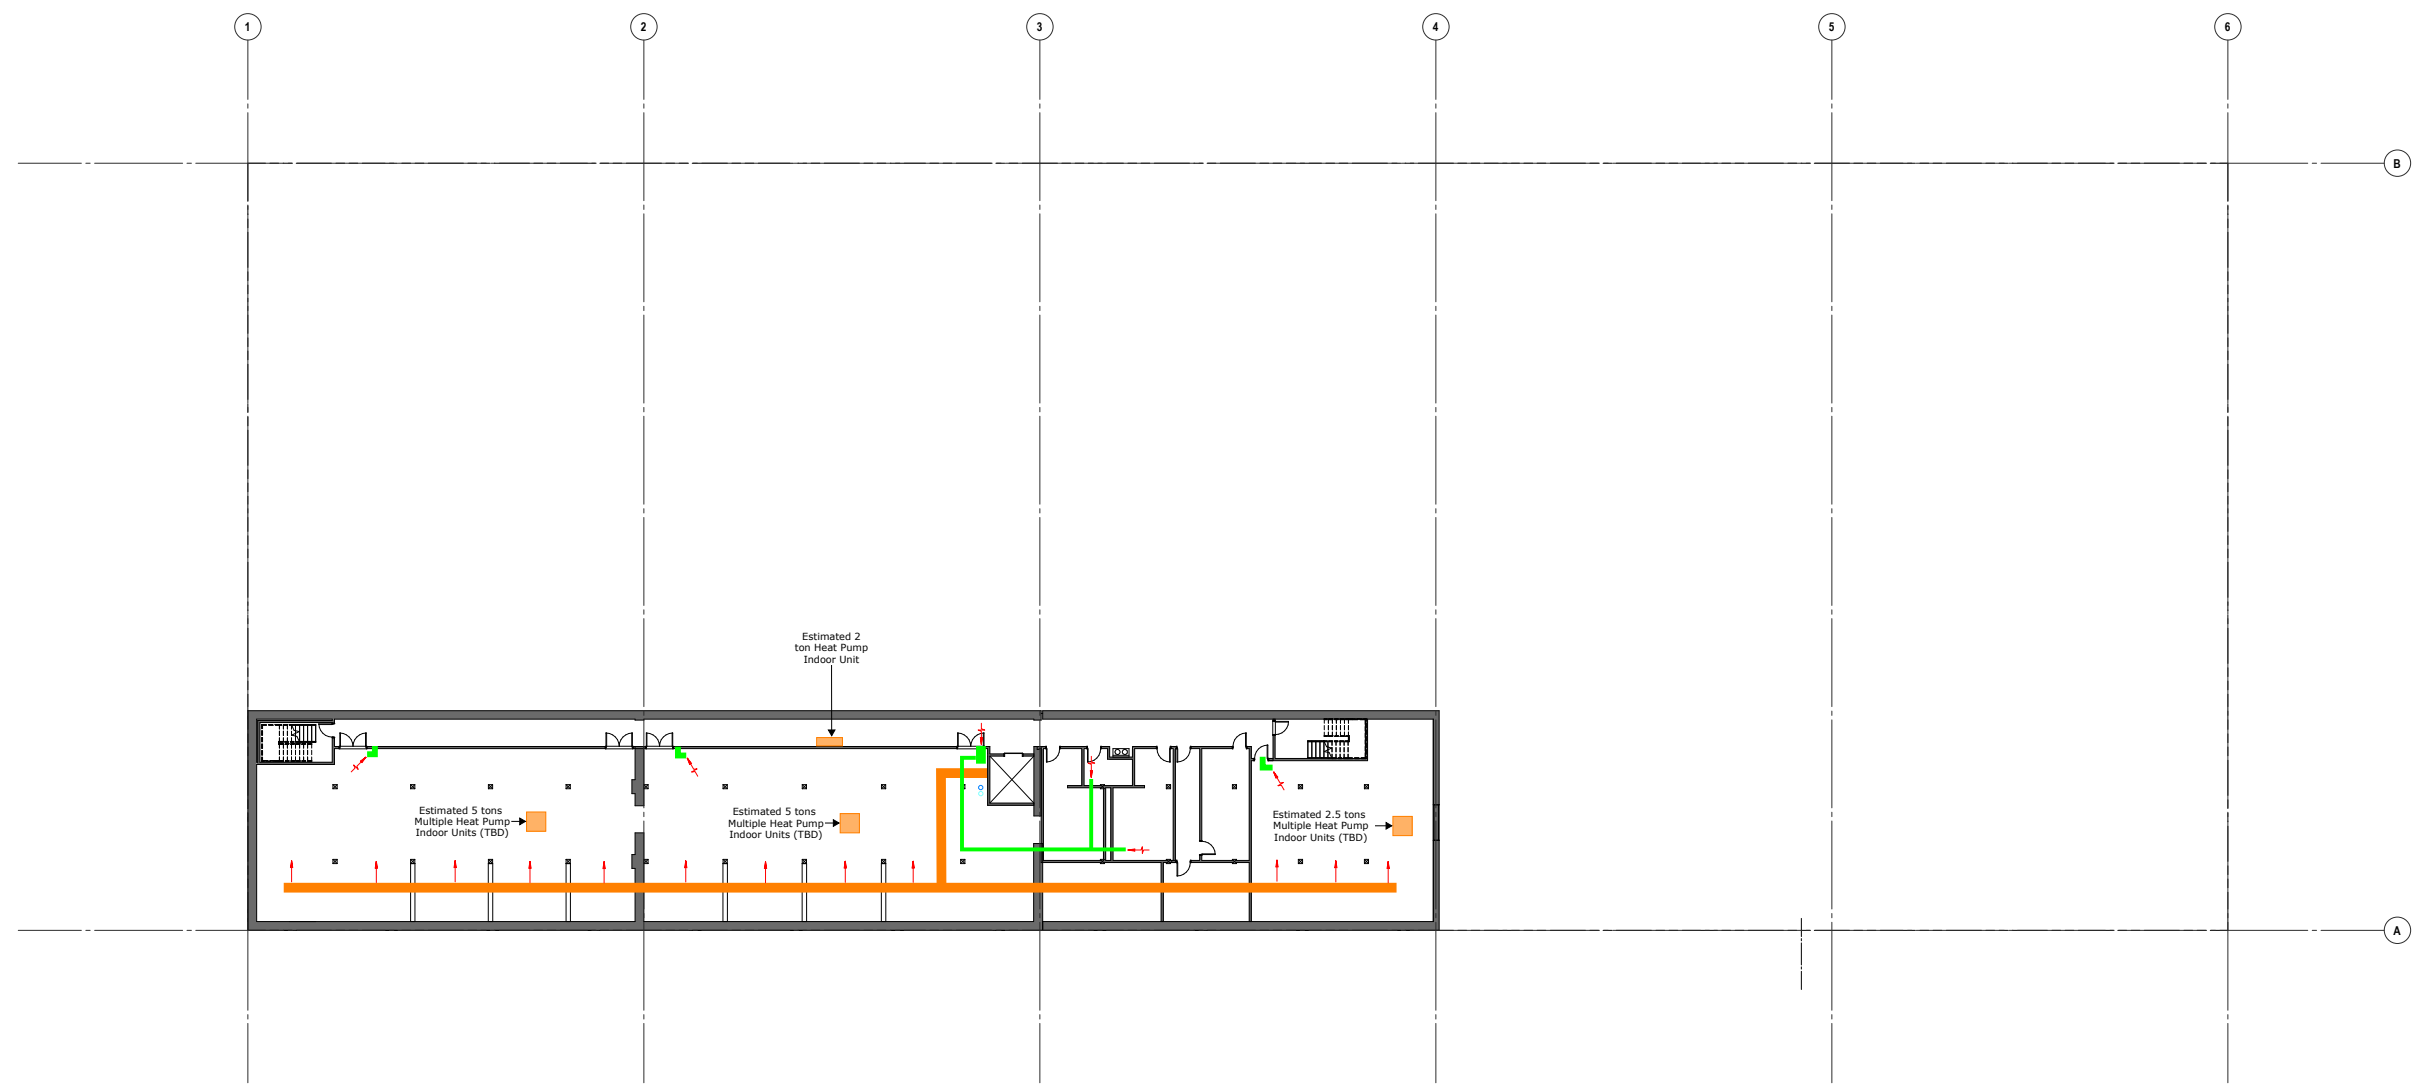 1
2
3
4
5
6
B
Estimated 2
ton Heat Pump
Indoor Unit
Estimated 5 tons
Multiple Heat Pump
Indoor Units (TBD)
Estimated 5 tons
Multiple Heat Pump
Indoor Units (TBD)
Estimated 2.5 tons
Multiple Heat Pump
Indoor Units (TBD)
A